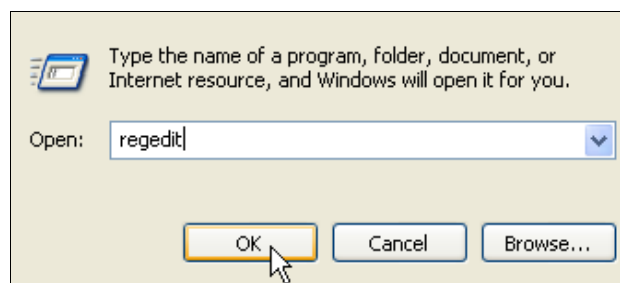 Type the name of a program, folder, document, or
Internet resource, and Windows will open it for you.
Open: regedit
OK Cancel Browse...